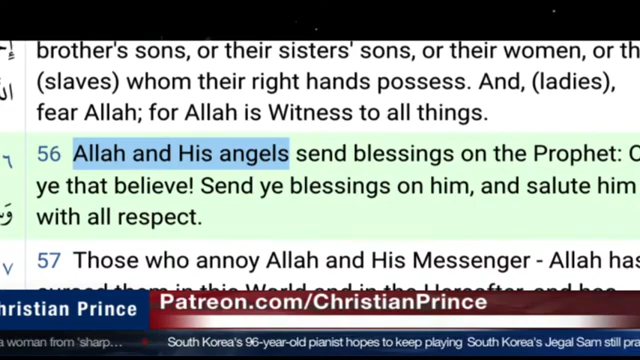 brother's sons, or their sisters' sons, or their women, or
(slaves) whom their right hands possess. And, (ladies),
fear Allah; for Allah is Witness to all things.
56 Allah and His angels send blessings on the Prophet:
٦
ye that believe! Send ye blessings on him, and salute him
with all respect.
57 Those who annoy Allah and His Messenger - Allah has
٧
Christian Prince
Patreon.com/ChristianPrince
a woman from 'sharp... South Korea's 96-year-old pianist hopes to keep playing South Korea's Jegal Sam still